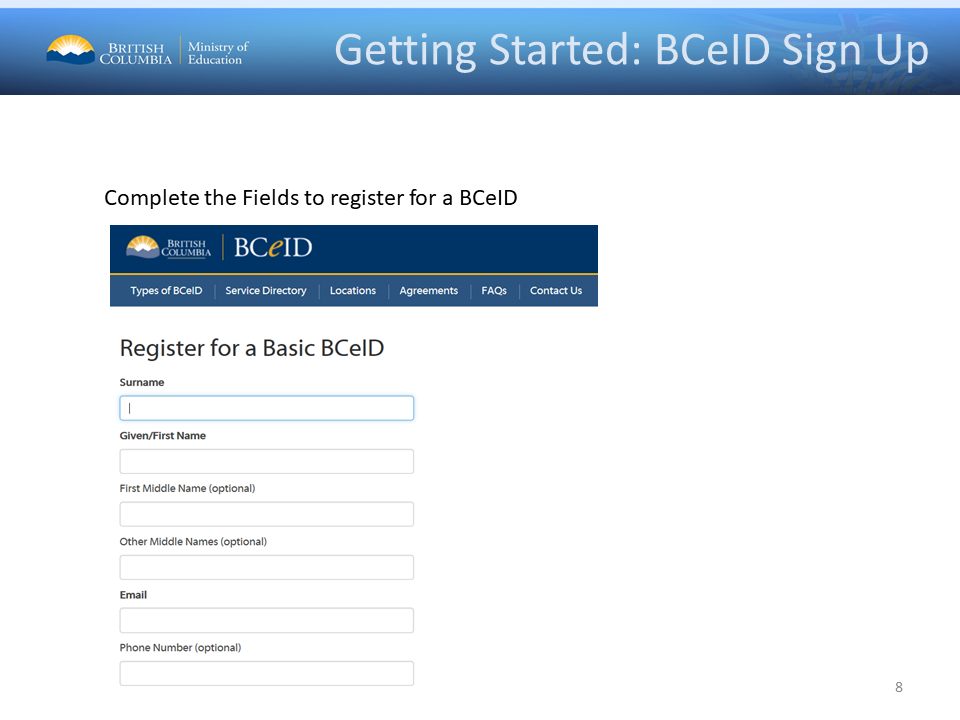 BRITISH COLUMBIA
Ministry of Education
Getting Started: BCeID Sign Up
Complete the Fields to register for a BCeID
BRITISH COLUMBIA
BCeID
Types of BCeID
Service Directory
Locations
Agreements
FAQs
Contact Us
Register for a Basic BCeID
Surname
Given/First Name
First Middle Name (optional)
Other Middle Names (optional)
Email
Phone Number (optional)
8